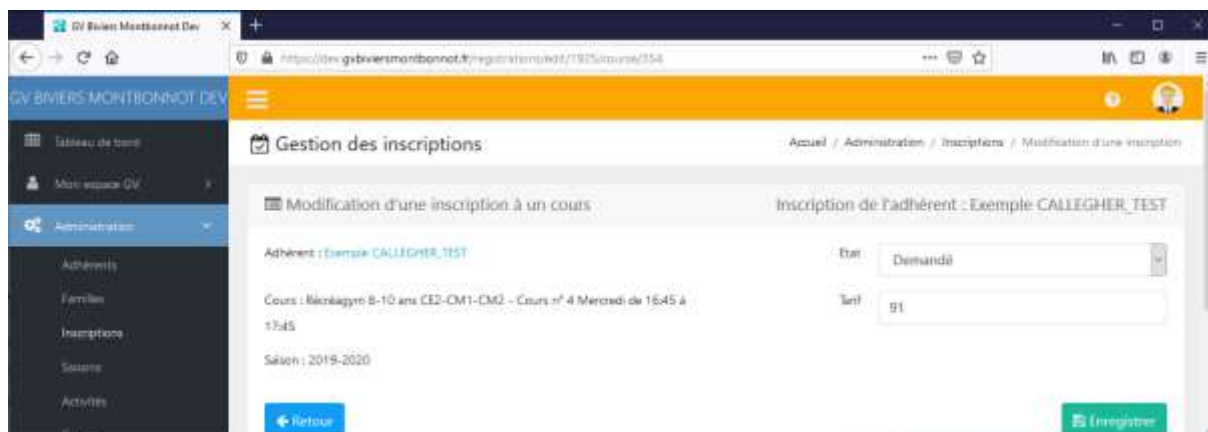 GV Biviers Montbonnot Dev
https://dev.gvbiviersmontbonnot.fr/registrations/edit/1925/course/354
GV BIVIERS MONTBONNOT DEV
Tableau de bord
Gestion des inscriptions
Accueil / Administration / Inscriptions / Modification d'une inscription
Mon espace GV
Modification d'une inscription à un cours
Inscription de l'adhérent : Exemple CALLEGHER_TEST
Administration
Adhérent : Exemple CALLEGHER_TEST
Etat
Demandé
Adhérents
Familles
Cours : Récréagym 8-10 ans CE2-CM1-CM2 - Cours n° 4 Mercredi de 16:45 à
17:45
Tarif
91
Inscriptions
Saison : 2019-2020
Saisons
Activités
Retour
Enregistrer